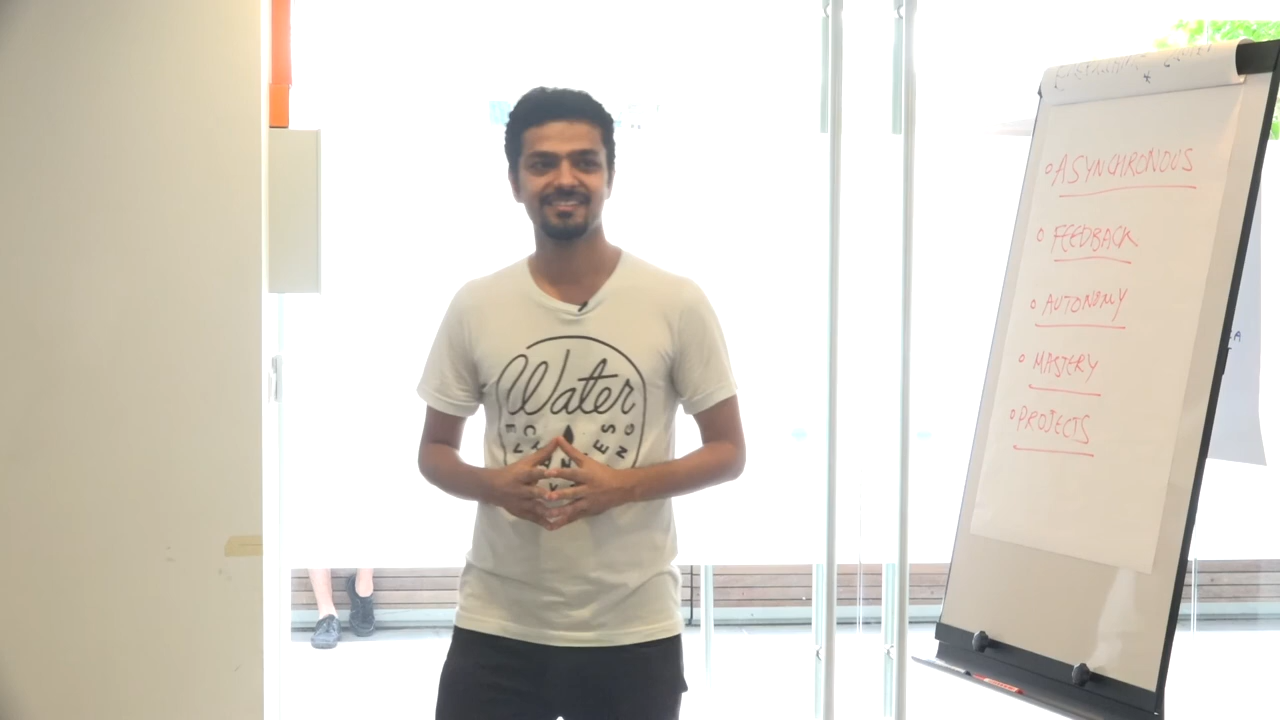 Water
ASYNCHRONOUS
FEEDBACK
AUTONOMY
MASTERY
PROJECTS